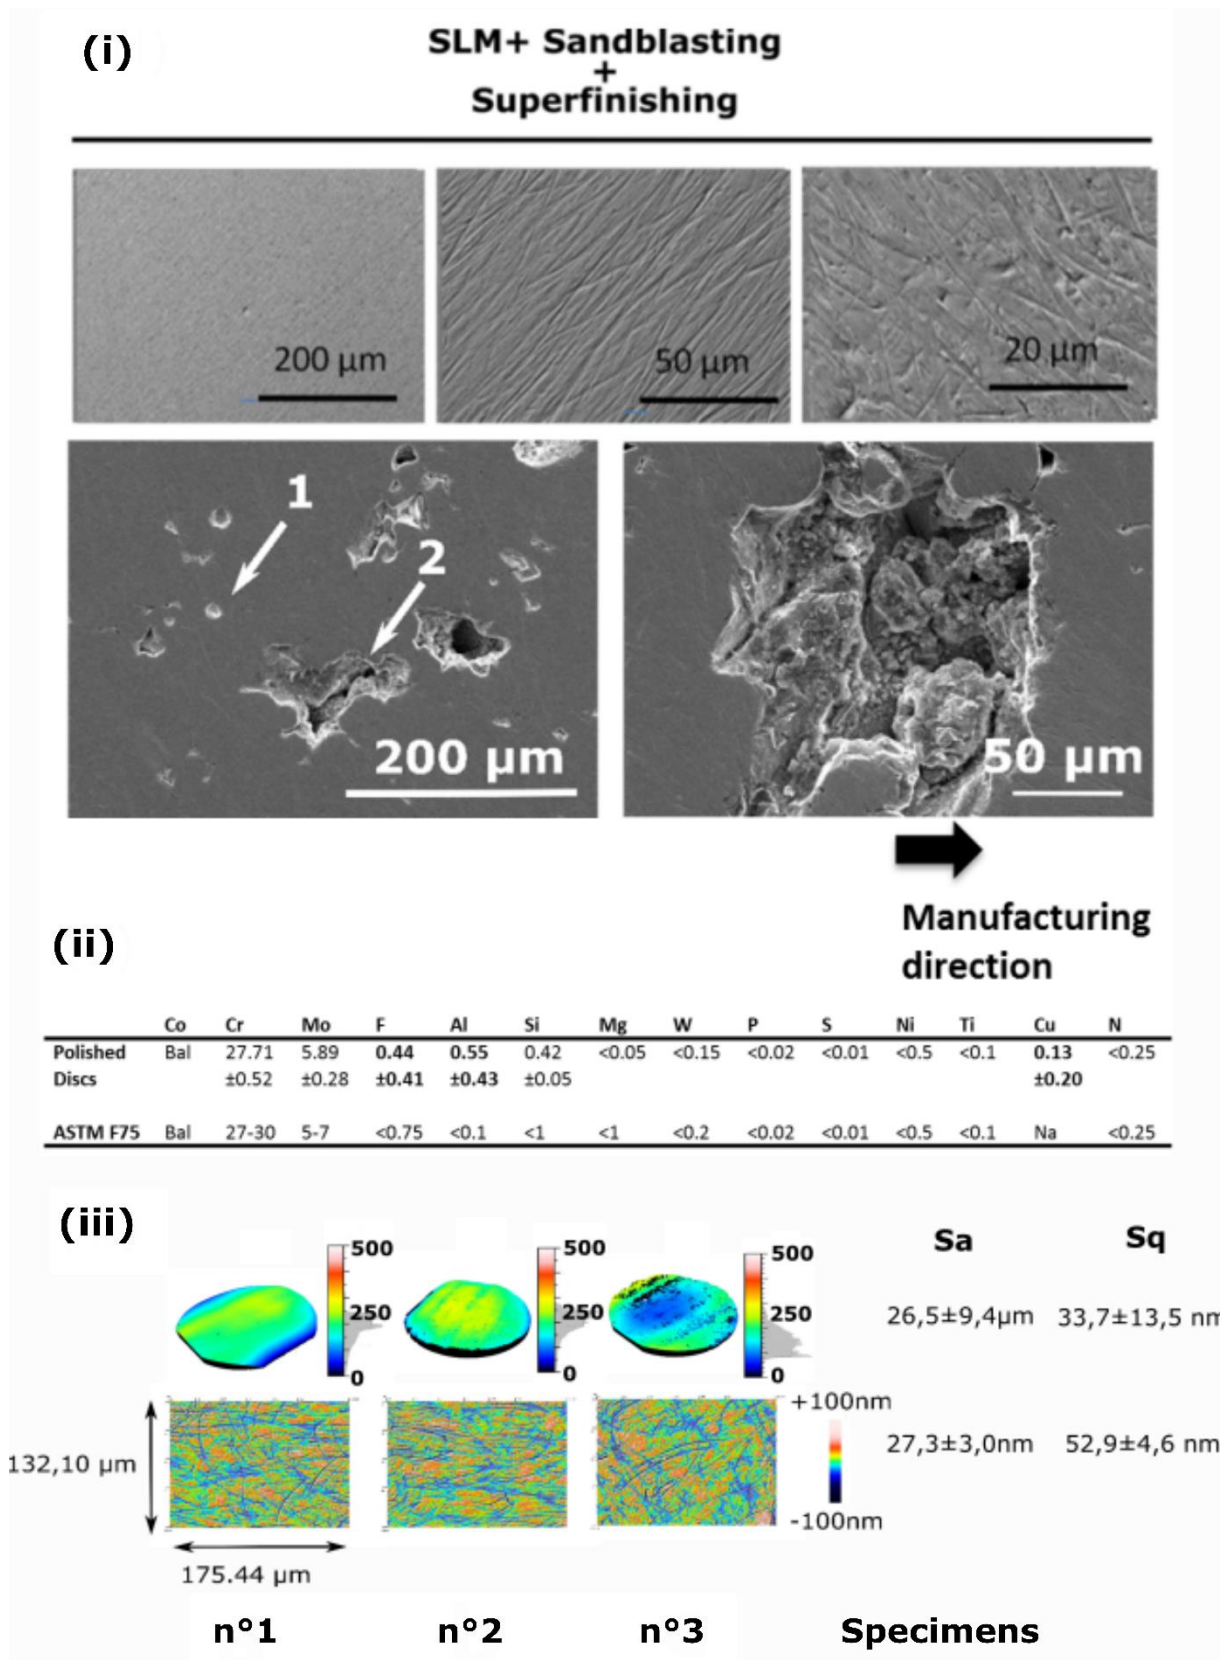 (i)
SLM+ Sandblasting
+
Superfinishing
200 µm
50 µm
20 µm
1
2
200 µm
50 µm
Manufacturing
direction
(ii)
Co Cr Mo F Al Si Mg W P S Ni Ti Cu N
Polished Bal 27.71 5.89 0.44 0.55 0.42 <0.05 <0.15 <0.02 <0.01 <0.5 <0.1 0.13 <0.25
Discs ±0.52 ±0.28 ±0.41 ±0.43 ±0.05 ±0.20
ASTM F75 Bal 27-30 5-7 <0.75 <0.1 <1 <1 <0.2 <0.02 <0.01 <0.5 <0.1 Na <0.25
(iii)
Sa Sq
500 500 500
250 250 250
0 0 0
26,5±9,4µm 33,7±13,5 nm
+100nm
132,10 µm
27,3±3,0nm 52,9±4,6 nm
-100nm
175.44 µm
n°1 n°2 n°3 Specimens